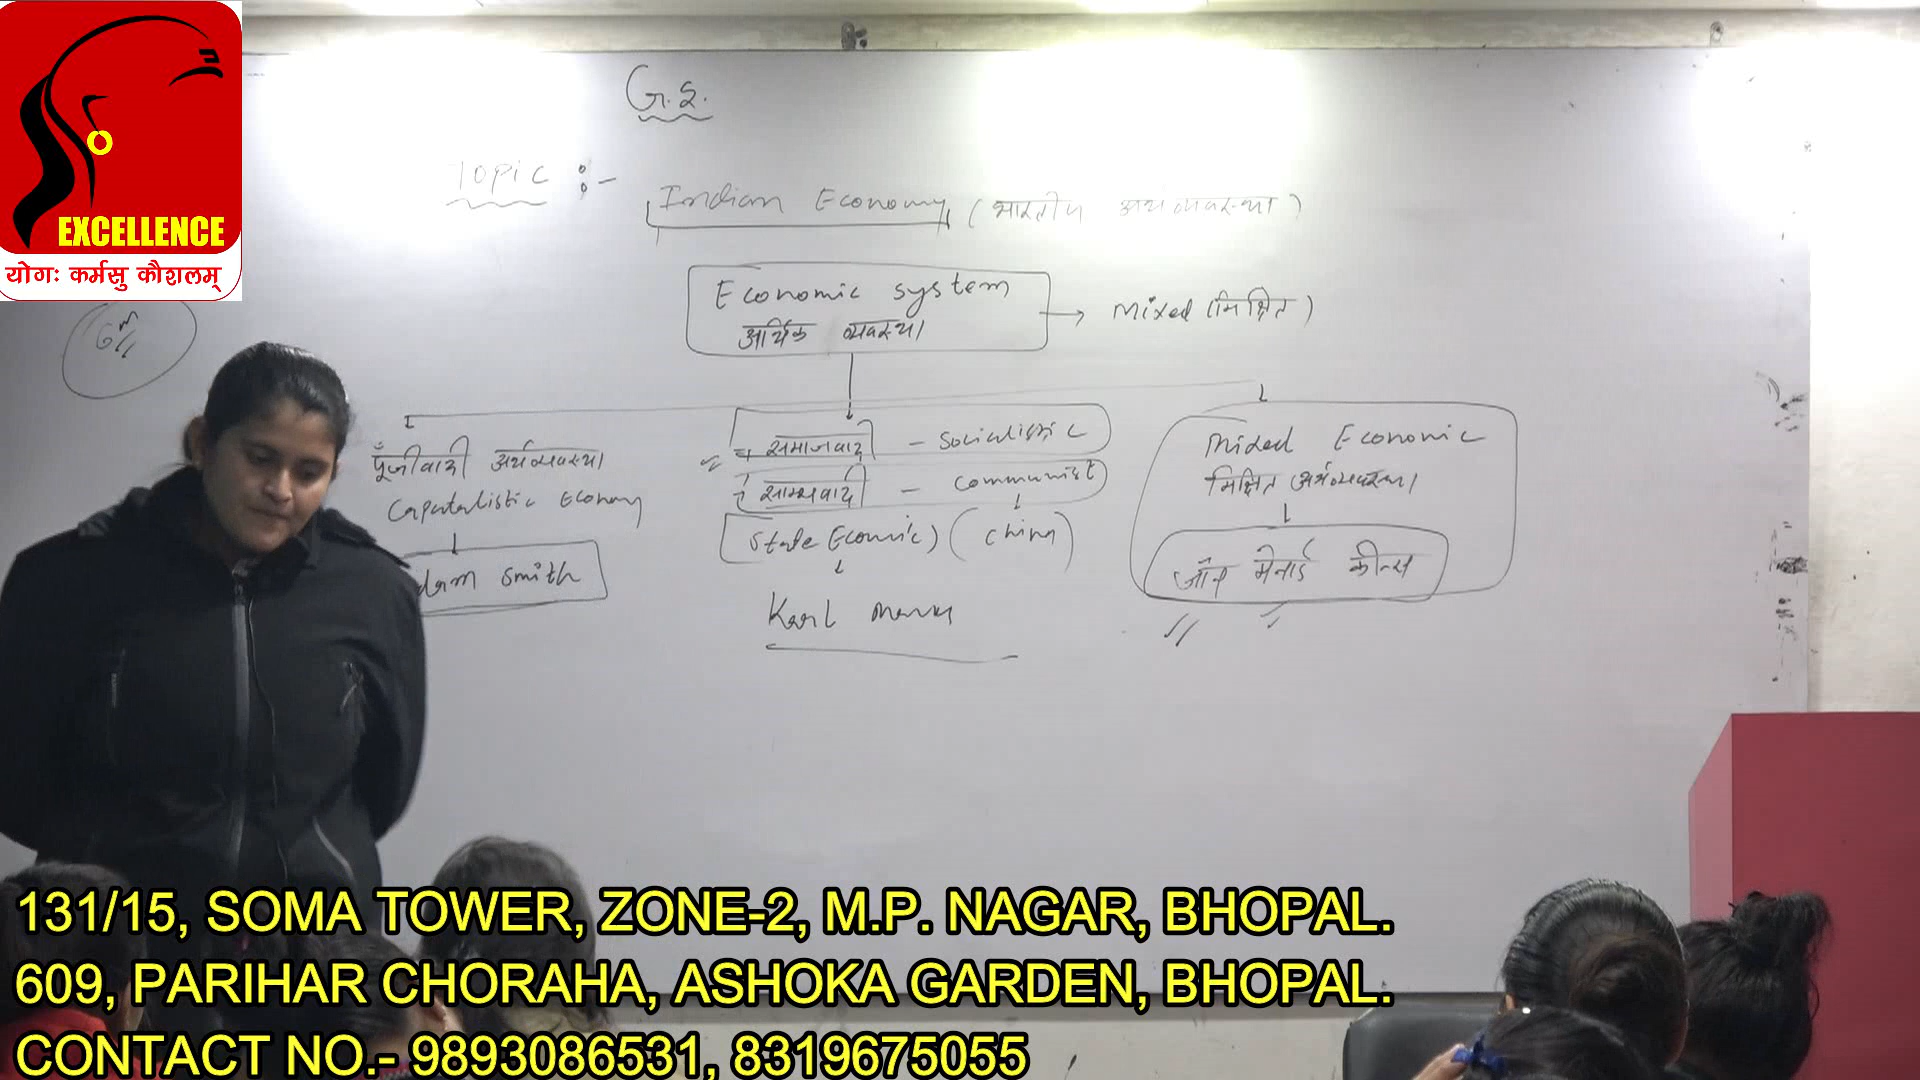 EXCELLENCE
योगः कर्मसु कौशलम्
G.S.
Topic :-
Indian Economy (भारतीय अर्थव्यवस्था)
Economic system
आर्थिक व्यवस्था
→ Mixed (मिश्रित)
पूँजीवादी अर्थव्यवस्था
Capatalistic Economy
Adam Smith
समाजवादी - Socialistic
साम्यवादी - Communist
State Ecomic) (China)
Karl Marx
Mixed Economic
मिश्रित अर्थव्यवस्था
जॉन मेनार्ड कीन्स
131/15, SOMA TOWER, ZONE-2, M.P. NAGAR, BHOPAL.
609, PARIHAR CHORAHA, ASHOKA GARDEN, BHOPAL.
CONTACT NO.- 9893086531, 8319675055